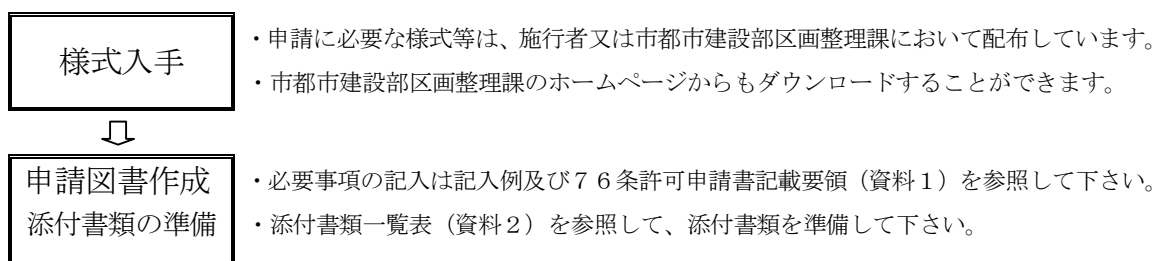 様式入手
・申請に必要な様式等は、施行者又は市都市建設部区画整理課において配布しています。
・市都市建設部区画整理課のホームページからもダウンロードすることができます。
申請図書作成
添付書類の準備
・必要事項の記入は記入例及び７６条許可申請書記載要領（資料１）を参照して下さい。
・添付書類一覧表（資料２）を参照して、添付書類を準備して下さい。